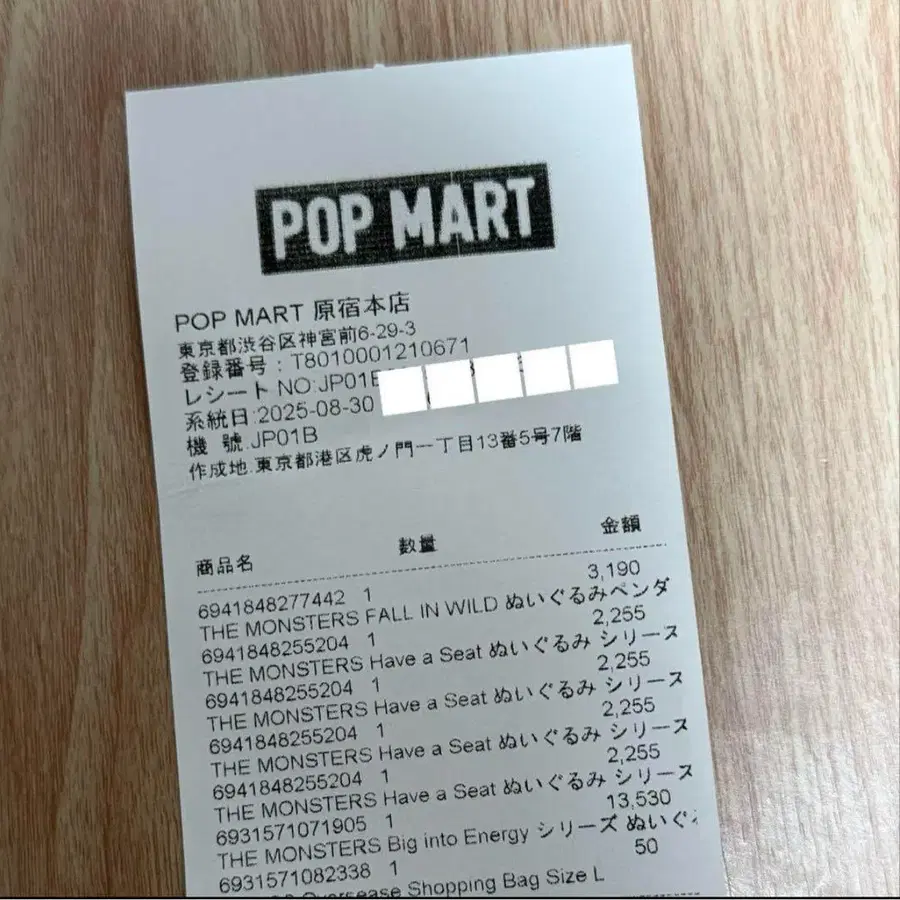 POP MART
POP MART 原宿本店
東京都渋谷区神宮前6-29-3
登録番号：T8010001210671
レシート NO:JP01
系統日:2025-08-30
機 號.JP01B
作成地.東京都港区虎ノ門一丁目13番5号7階
商品名 数量 金額
6941848277442 1 3,190
THE MONSTERS FALL IN WILD ぬいぐるみペンダ
6941848255204 1 2,255
THE MONSTERS Have a Seat ぬいぐるみ シリース
6941848255204 1 2,255
THE MONSTERS Have a Seat ぬいぐるみ シリース
6941848255204 1 2,255
THE MONSTERS Have a Seat ぬいぐるみ シリース
6941848255204 1 2,255
THE MONSTERS Have a Seat ぬいぐるみ シリース
6931571071905 1 13,530
THE MONSTERS Big into Energy シリーズ ぬいぐ
6931571082338 1 50
Oversease Shopping Bag Size L